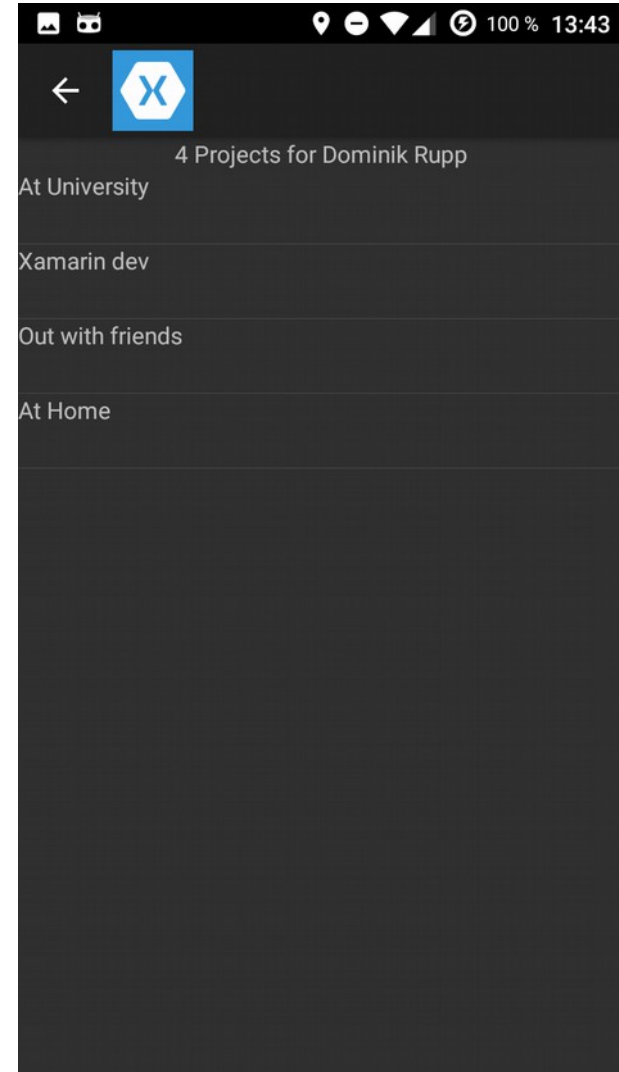 100 % 13:43
X
4 Projects for Dominik Rupp
At University
Xamarin dev
Out with friends
At Home